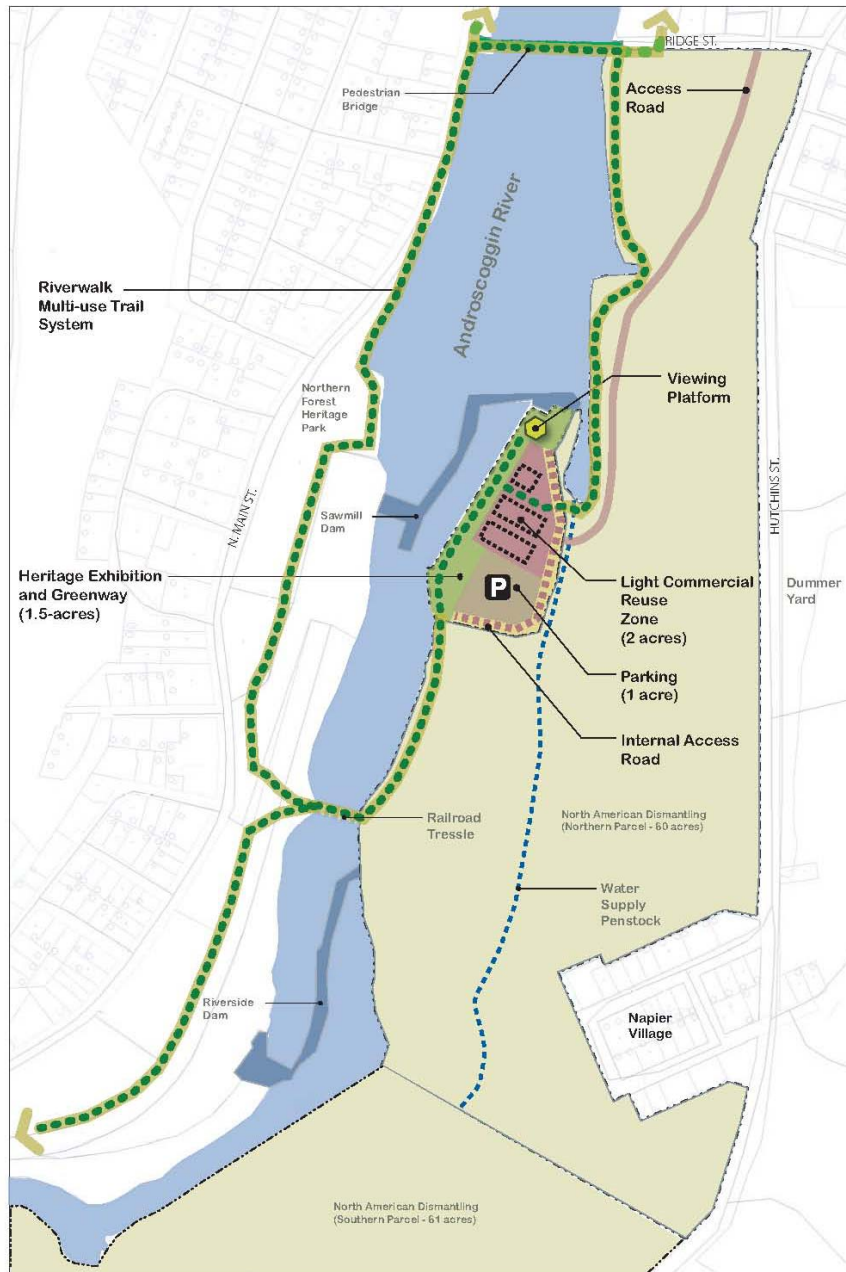 RIDGE ST.
Pedestrian
Bridge
Access
Road
Androscoggin River
Riverwalk
Multi-use Trail
System
Northern
Forest
Heritage
Park
Viewing
Platform
N. MAIN ST.
HUTCHINS ST.
Sawmill
Dam
Heritage Exhibition
and Greenway
(1.5-acres)
P
Light Commercial
Reuse
Zone
(2 acres)
Dummer
Yard
Parking
(1 acre)
Internal Access
Road
Railroad
Tressle
North American Dismantling
(Northern Parcel - 60 acres)
Water
Supply
Penstock
Riverside
Dam
Napier
Village
North American Dismantling
(Southern Parcel - 61 acres)